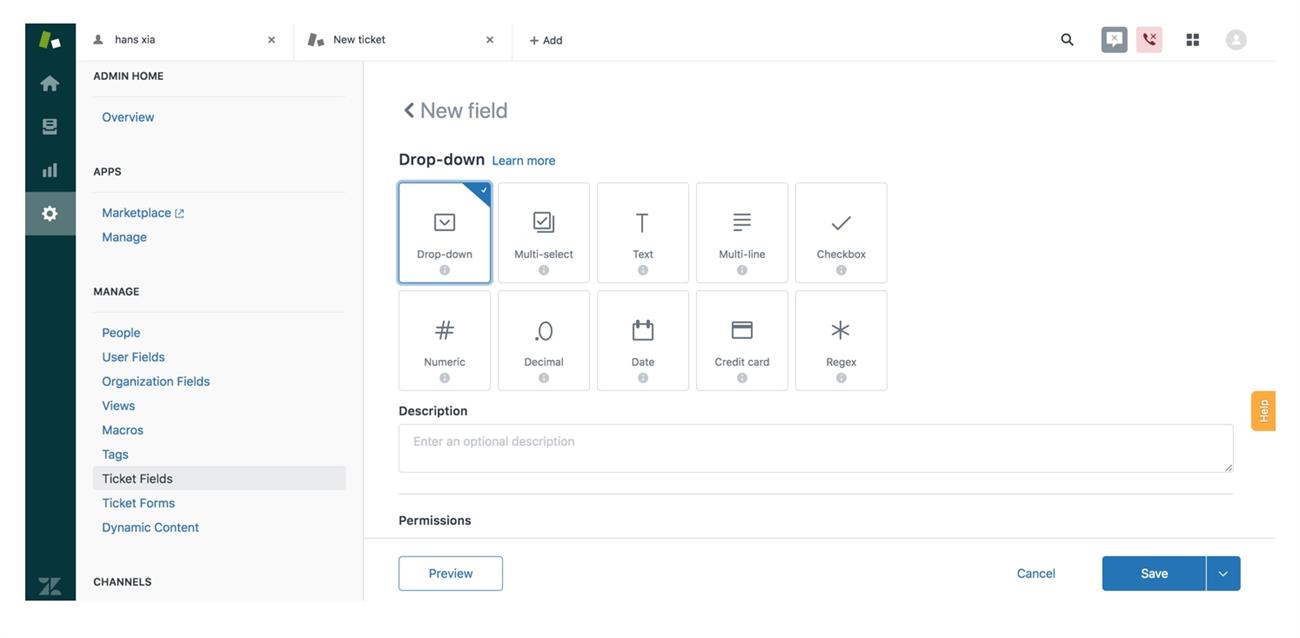 hans xia
New ticket
Add
ADMIN HOME
Overview
APPS
Marketplace
Manage
MANAGE
People
User Fields
Organization Fields
Views
Macros
Tags
Ticket Fields
Ticket Forms
Dynamic Content
CHANNELS
New field
Drop-down Learn more
Drop-down
Multi-select
Text
Multi-line
Checkbox
Numeric
Decimal
Date
Credit card
Regex
Description
Enter an optional description
Permissions
Preview
Cancel
Save
Help